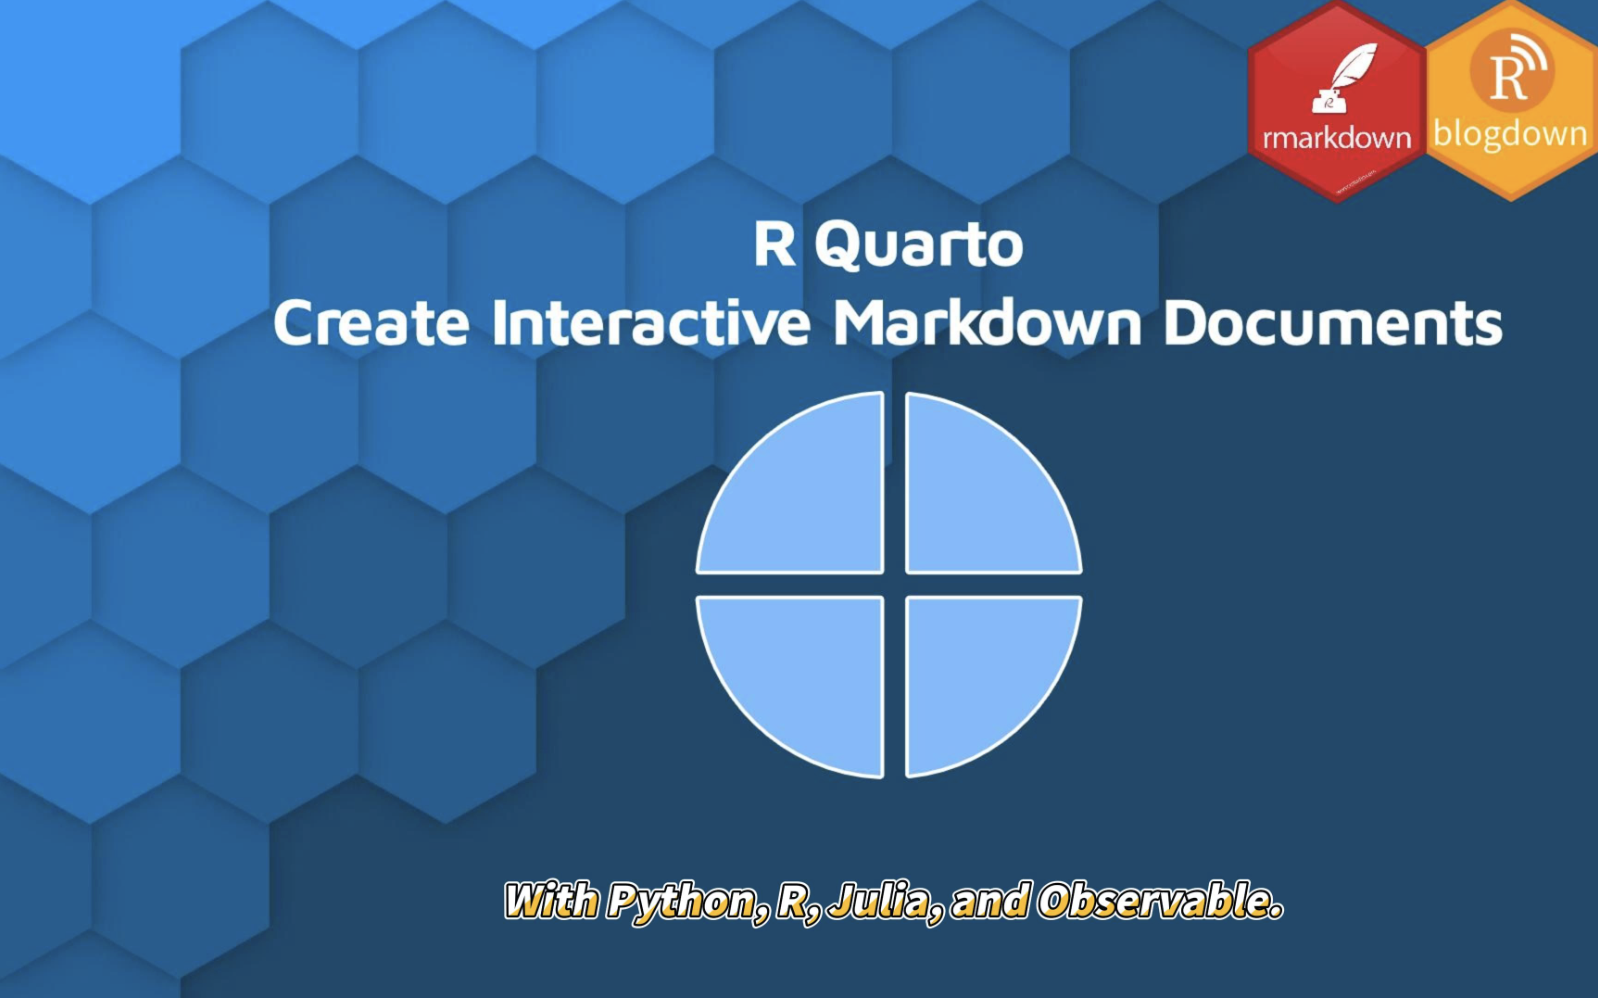 rmarkdown
R
blogdown
R Quarto
Create Interactive Markdown Documents
With Python, R, Julia, and Observable.